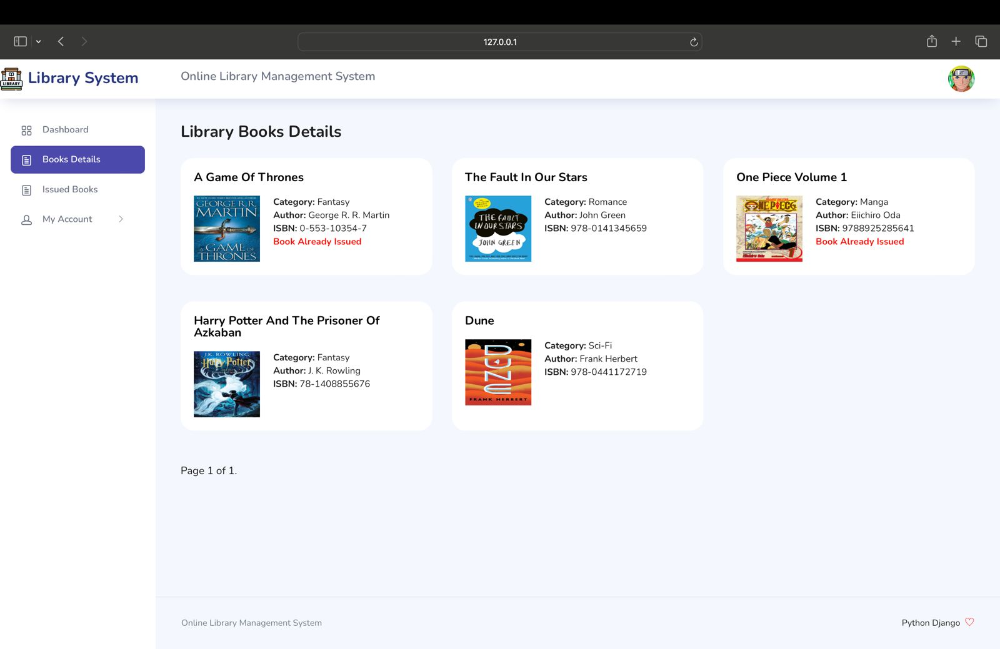 127.0.0.1
LIBRARY
Library System
Online Library Management System
Dashboard
Books Details
Issued Books
My Account
Library Books Details
A Game Of Thrones
GEORGE R.R.
MARTIN
A GAME OF
THRONES
Category: Fantasy
Author: George R. R. Martin
ISBN: 0-553-10354-7
Book Already Issued
The Fault In Our Stars
THE FAULT
IN OUR STARS
JOHN GREEN
Category: Romance
Author: John Green
ISBN: 978-0141345659
One Piece Volume 1
ONE PIECE
Category: Manga
Author: Eiichiro Oda
ISBN: 9788925285641
Book Already Issued
Harry Potter And The Prisoner Of
Azkaban
J.K. ROWLING
Harry Potter
Category: Fantasy
Author: J. K. Rowling
ISBN: 78-1408855676
Dune
DUNE
FRANK HERBERT
Category: Sci-Fi
Author: Frank Herbert
ISBN: 978-0441172719
Page 1 of 1.
Online Library Management System
Python Django